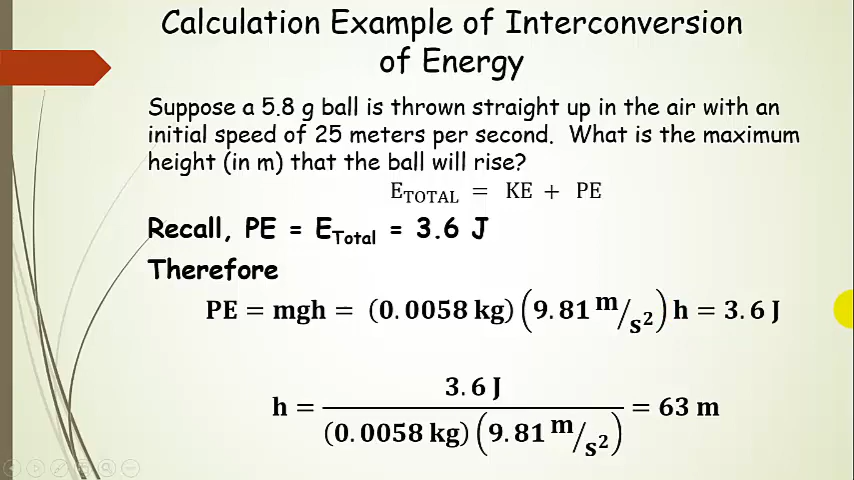 Calculation Example of Interconversion
of Energy
Suppose a 5.8 g ball is thrown straight up in the air with an
initial speed of 25 meters per second. What is the maximum
height (in m) that the ball will rise?
E_TOTAL = KE + PE
Recall, PE = E_Total = 3.6 J
Therefore
PE = mgh = (0.0058 kg)(9.81 m/s²)h = 3.6 J
h = 3.6 J / (0.0058 kg)(9.81 m/s²) = 63 m